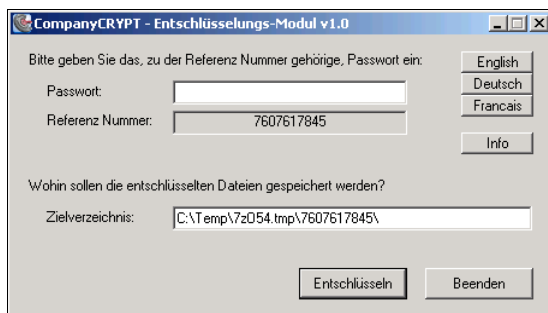 CompanyCRYPT - Entschlüsselungs-Modul v1.0
Bitte geben Sie das, zu der Referenz Nummer gehörige, Passwort ein:
English
Passwort:
Deutsch
Referenz Nummer: 7607617845
Francais
Info
Wohin sollen die entschlüsselten Dateien gespeichert werden?
Zielverzeichnis: C:\Temp\7zO54.tmp\7607617845\
Entschlüsseln Beenden